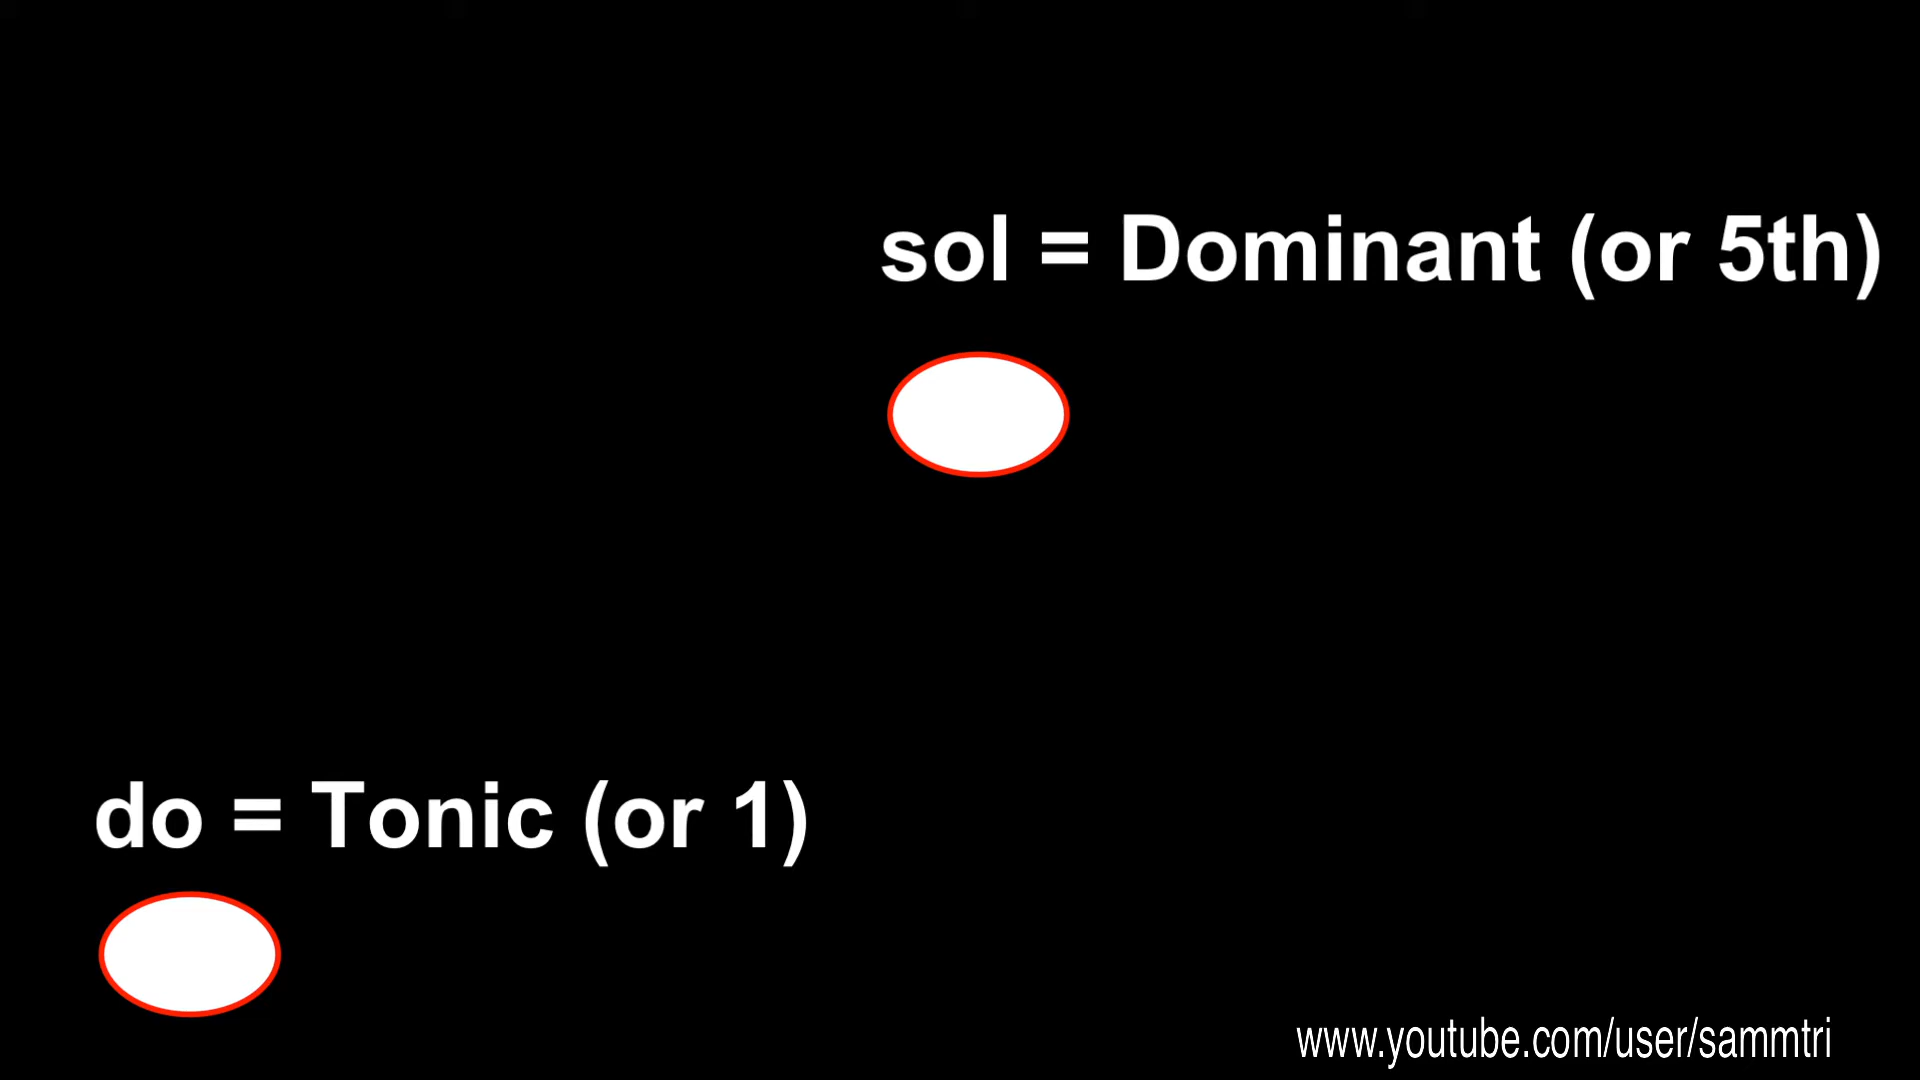 sol = Dominant (or 5th)
do = Tonic (or 1)
www.youtube.com/user/sammtri